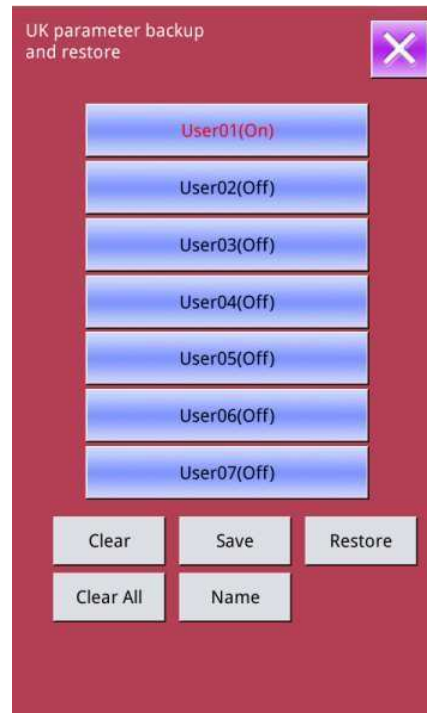 UK parameter backup
and restore
User01(On)
User02(Off)
User03(Off)
User04(Off)
User05(Off)
User06(Off)
User07(Off)
Clear Save Restore
Clear All Name